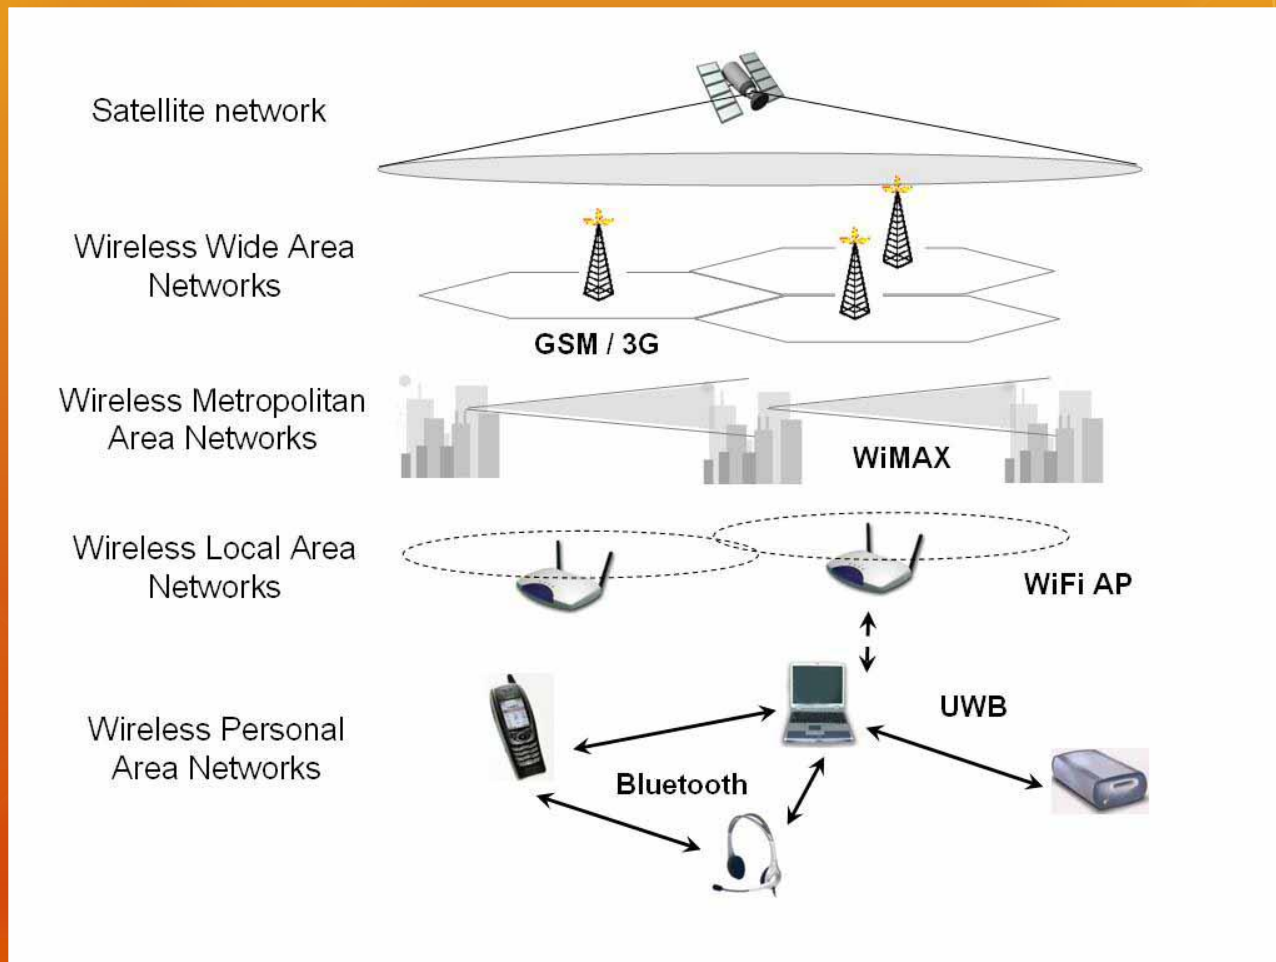 Satellite network
Wireless Wide Area
Networks
GSM / 3G
Wireless Metropolitan
Area Networks
WiMAX
Wireless Local Area
Networks
WiFi AP
Wireless Personal
Area Networks
UWB
Bluetooth